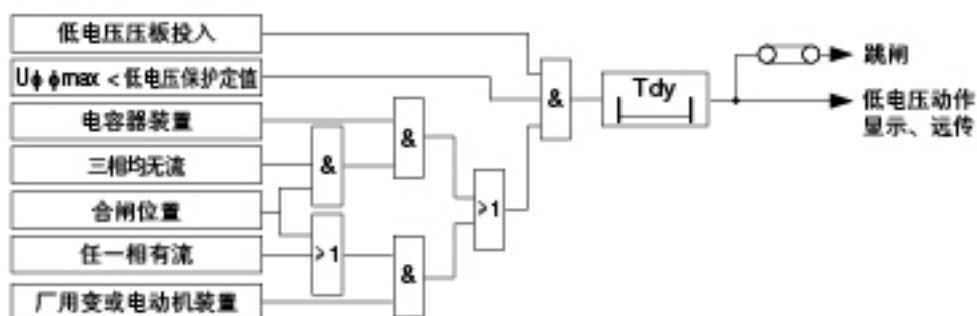 低电压压板投入
Uφφmax < 低电压保护定值
电容器装置
三相均无流
合闸位置
任一相有流
厂用变或电动机装置
&
&
≥1
&
≥1
&
Tdy
跳闸
低电压动作
显示、远传